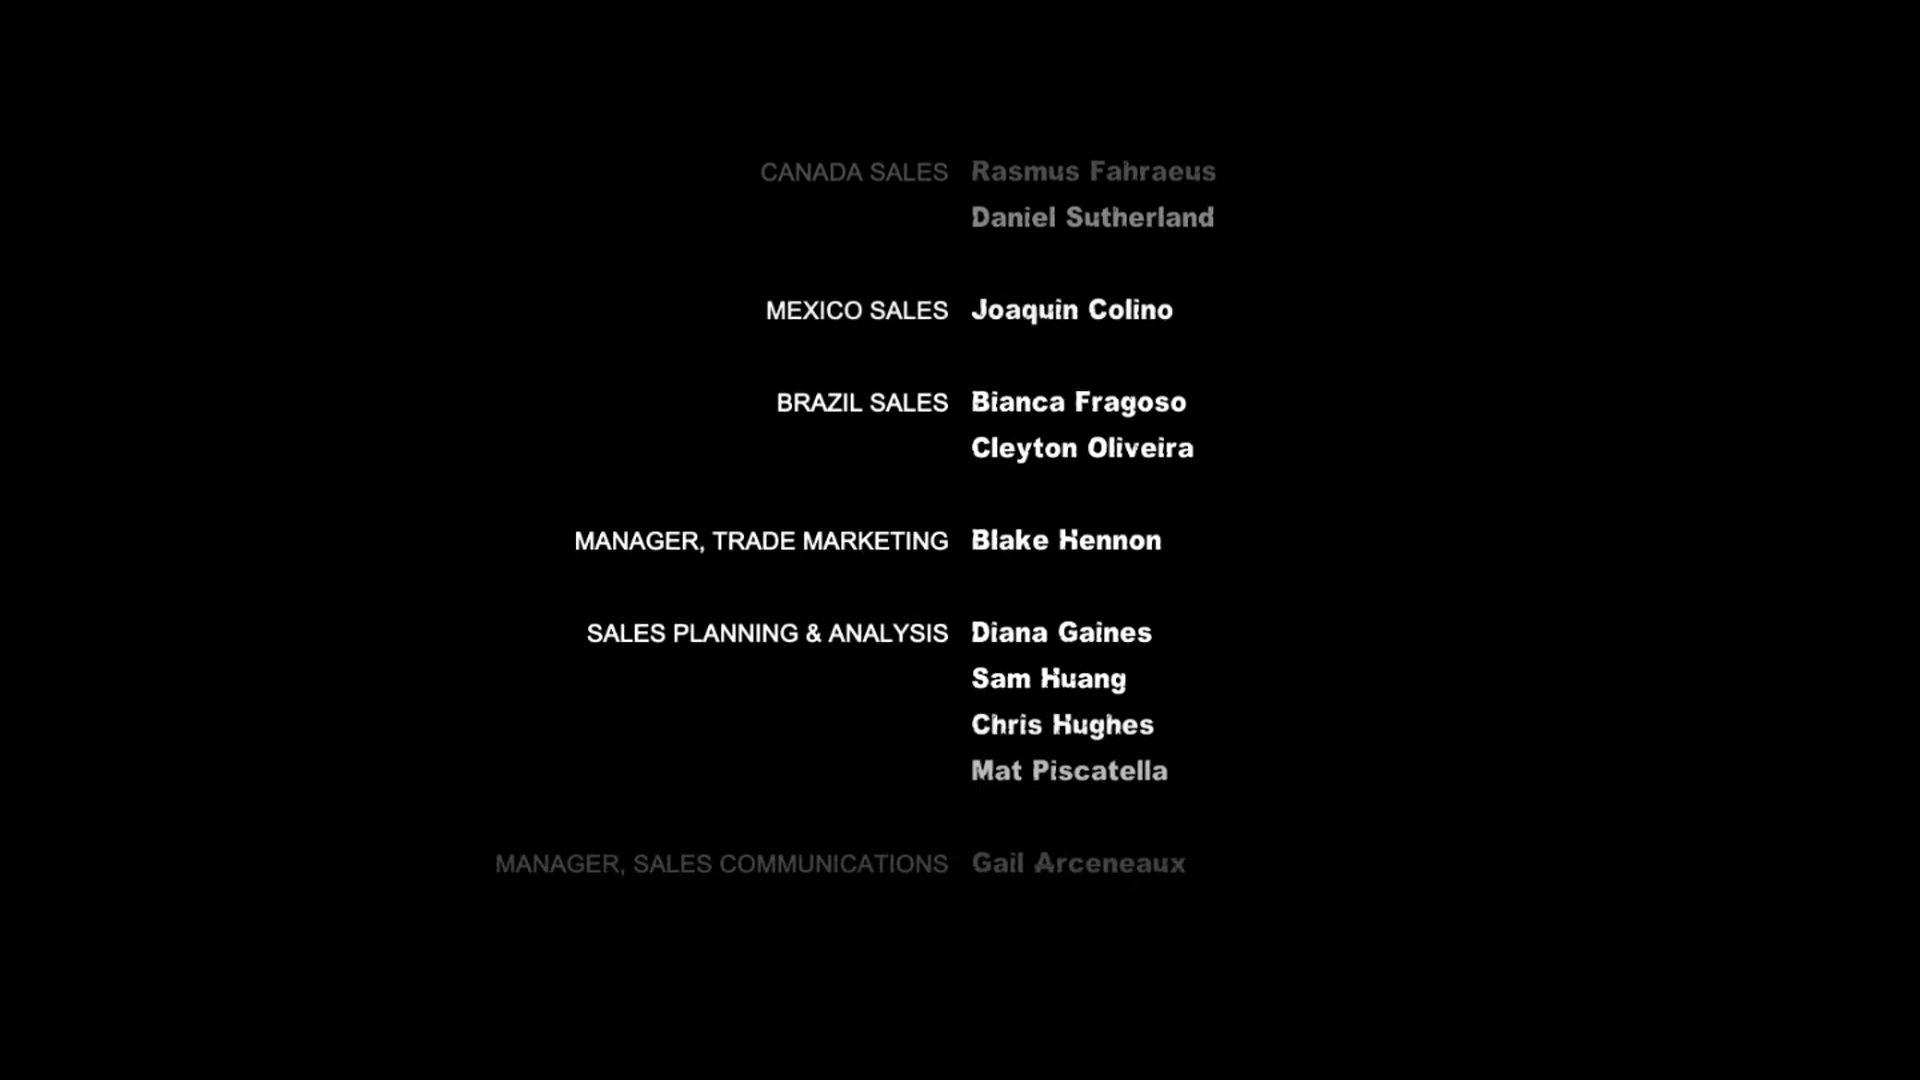 CANADA SALES Rasmus Fahraeus
Daniel Sutherland
MEXICO SALES Joaquin Colino
BRAZIL SALES Bianca Fragoso
Cleyton Oliveira
MANAGER, TRADE MARKETING Blake Hennon
SALES PLANNING & ANALYSIS Diana Gaines
Sam Huang
Chris Hughes
Mat Piscatella
MANAGER, SALES COMMUNICATIONS Gail Arceneaux